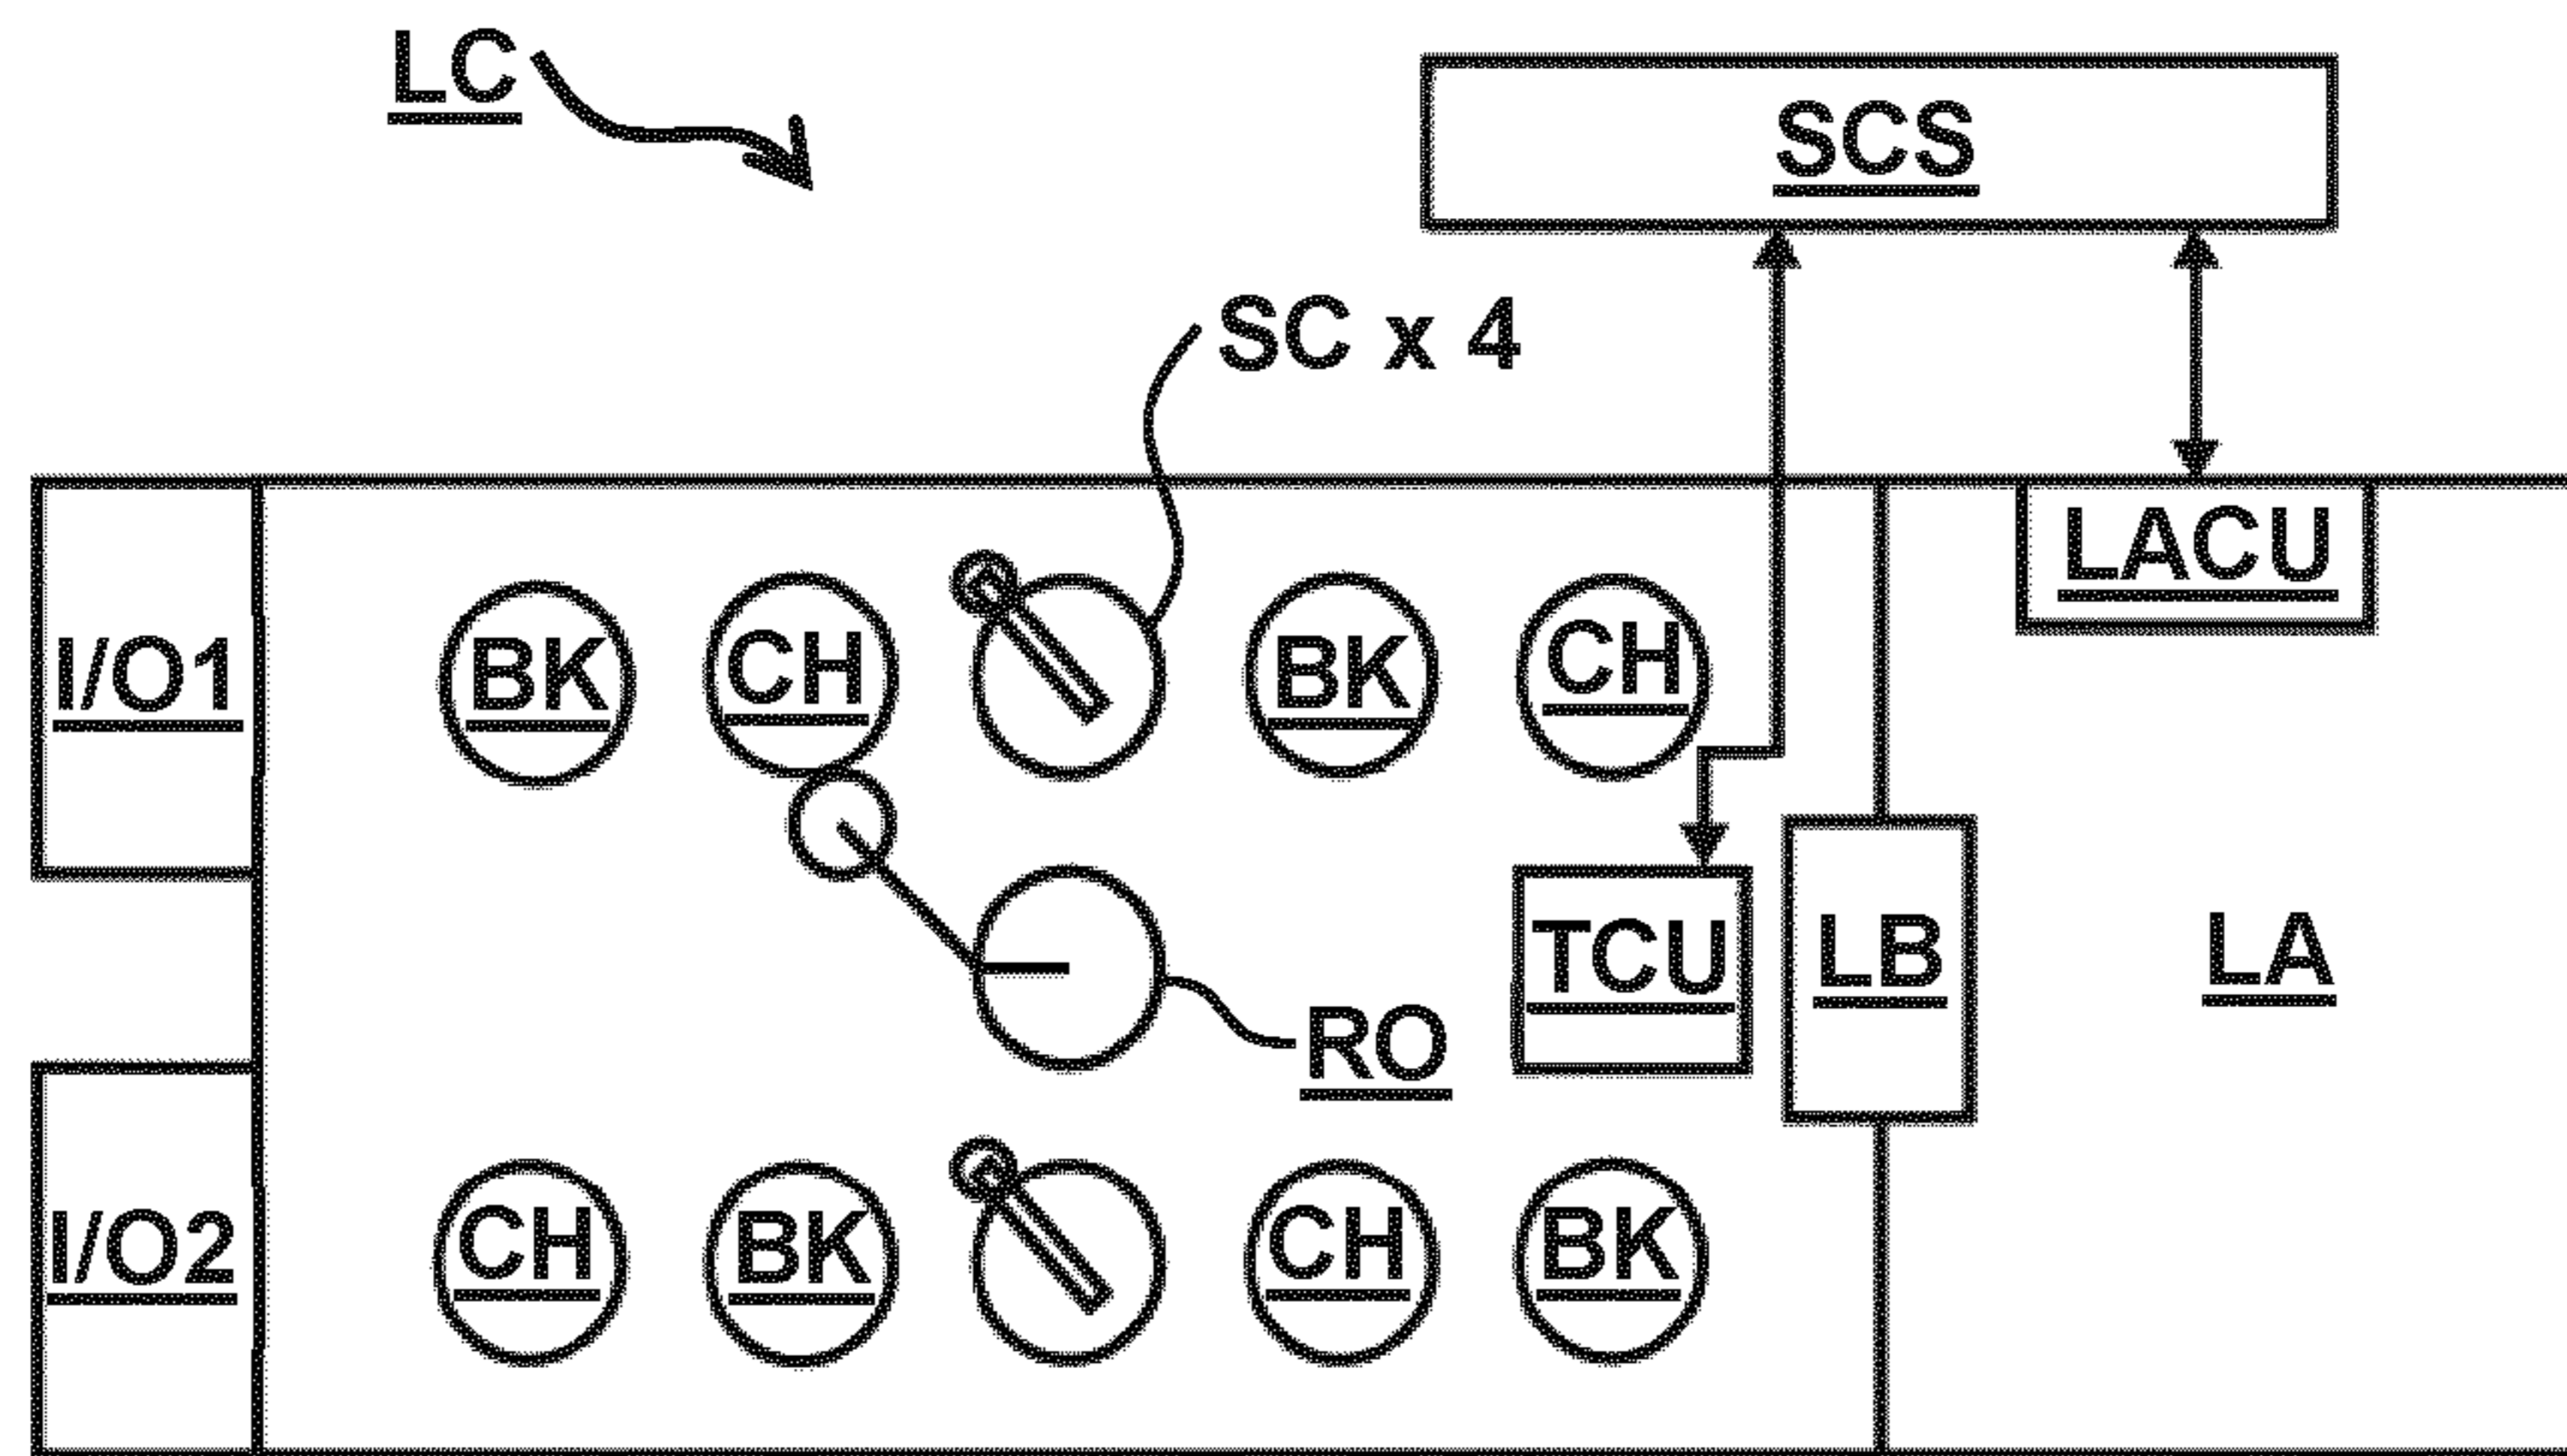 LC
SCS
SC x 4
LACU
I/O1
BK
CH
BK
CH
TCU
LB
LA
RO
I/O2
CH
BK
CH
BK